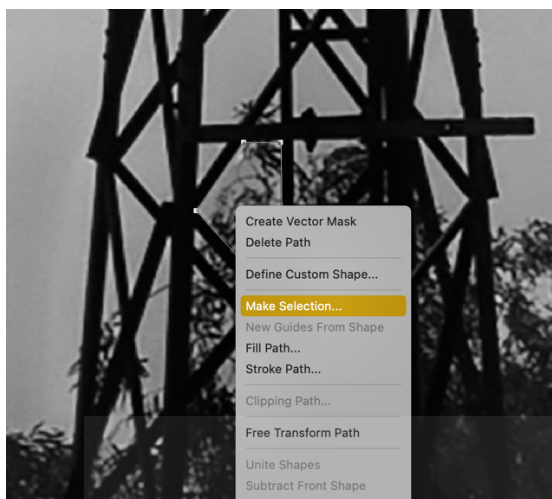 Create Vector Mask
Delete Path
Define Custom Shape...
Make Selection...
New Guides From Shape
Fill Path...
Stroke Path...
Clipping Path...
Free Transform Path
Unite Shapes
Subtract Front Shape